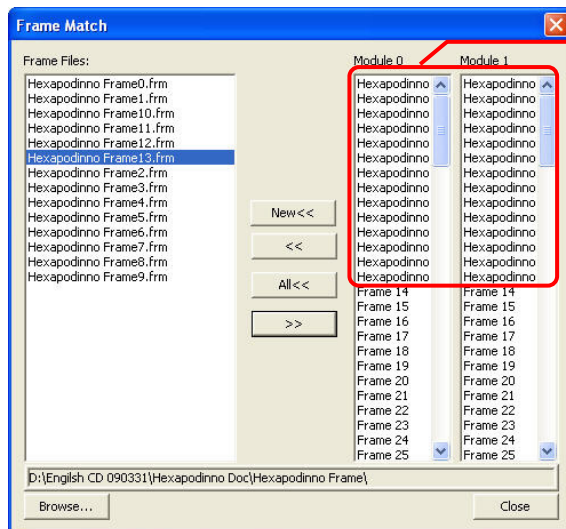 Frame Match
Frame Files:
Hexapodinno Frame0.frm
Hexapodinno Frame1.frm
Hexapodinno Frame10.frm
Hexapodinno Frame11.frm
Hexapodinno Frame12.frm
Hexapodinno Frame13.frm
Hexapodinno Frame2.frm
Hexapodinno Frame3.frm
Hexapodinno Frame4.frm
Hexapodinno Frame5.frm
Hexapodinno Frame6.frm
Hexapodinno Frame7.frm
Hexapodinno Frame8.frm
Hexapodinno Frame9.frm
New<<
<<
All<<
>>
Module 0
Hexapodinno
Hexapodinno
Hexapodinno
Hexapodinno
Hexapodinno
Hexapodinno
Hexapodinno
Hexapodinno
Hexapodinno
Hexapodinno
Hexapodinno
Hexapodinno
Hexapodinno
Hexapodinno
Frame 14
Frame 15
Frame 16
Frame 17
Frame 18
Frame 19
Frame 20
Frame 21
Frame 22
Frame 23
Frame 24
Frame 25
Module 1
Hexapodinno
Hexapodinno
Hexapodinno
Hexapodinno
Hexapodinno
Hexapodinno
Hexapodinno
Hexapodinno
Hexapodinno
Hexapodinno
Hexapodinno
Hexapodinno
Hexapodinno
Hexapodinno
Frame 14
Frame 15
Frame 16
Frame 17
Frame 18
Frame 19
Frame 20
Frame 21
Frame 22
Frame 23
Frame 24
Frame 25
D:\Engilsh CD 090331\Hexapodinno Doc\Hexapodinno Frame\
Browse...
Close